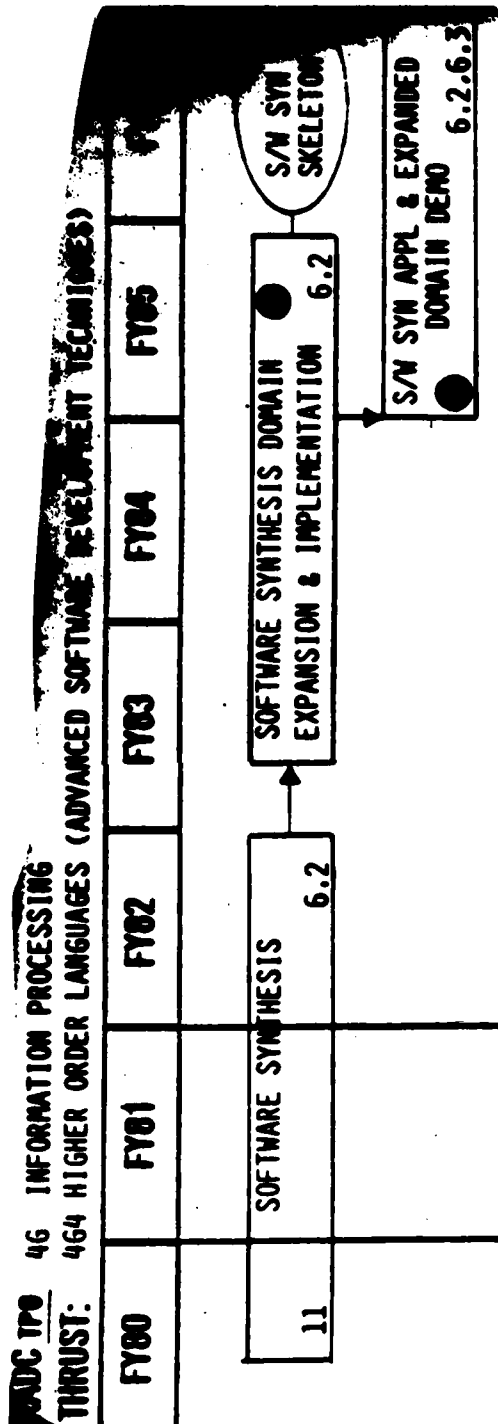 RADC TPO 4G INFORMATION PROCESSING
THRUST: 4G4 HIGHER ORDER LANGUAGES (ADVANCED SOFTWARE DEVELOPMENT TECHNIQUES)
FY80 FY81 FY82 FY83 FY84 FY85
11 SOFTWARE SYNTHESIS
6.2
SOFTWARE SYNTHESIS DOMAIN
EXPANSION & IMPLEMENTATION
6.2
S/W SYN
SKELETON
S/W SYN APPL & EXPANDED
DOMAIN DEMO
6.2,6.3